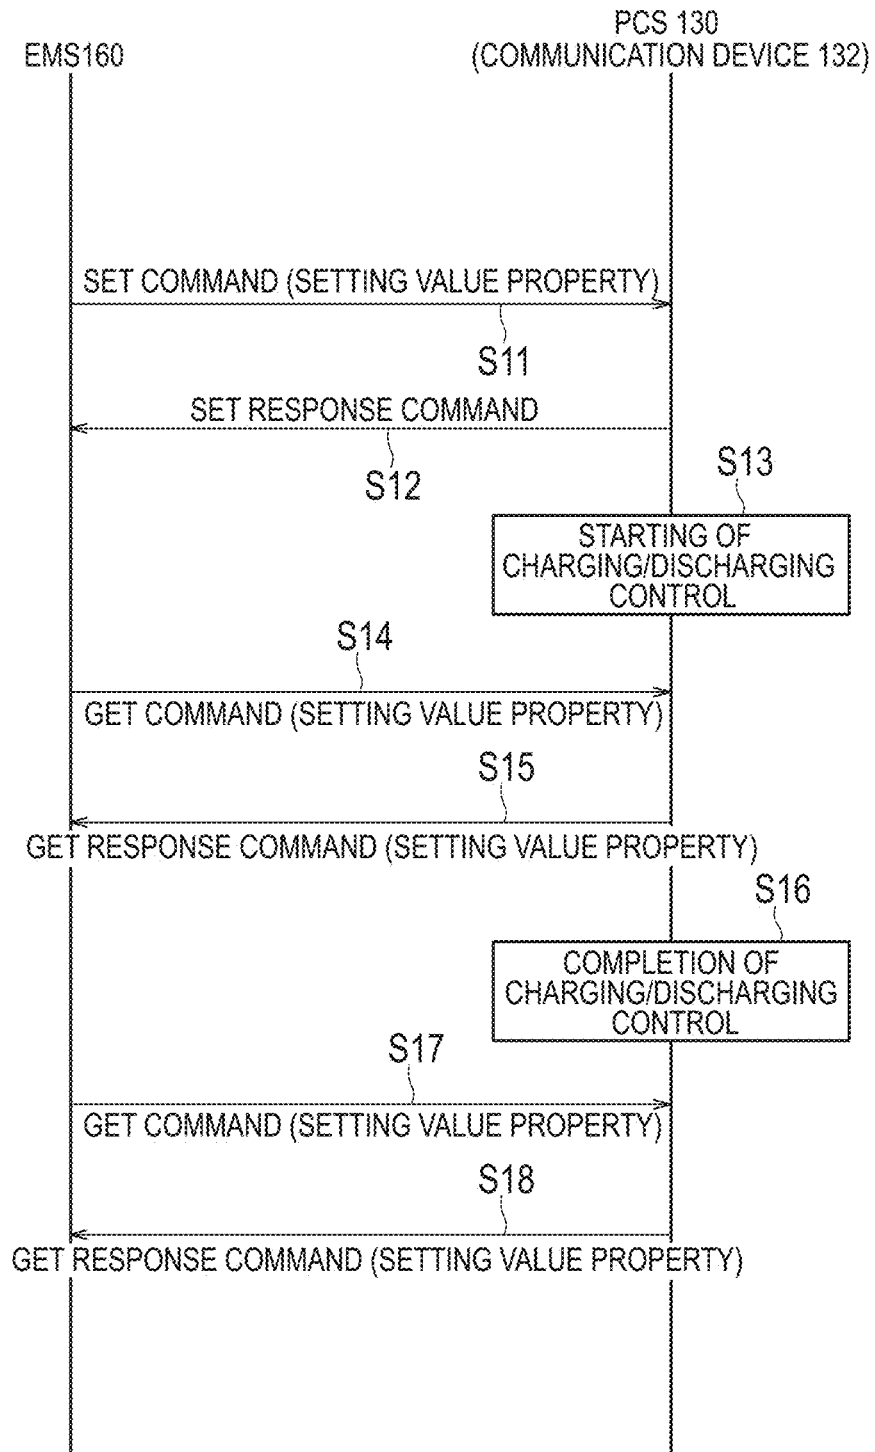 PCS 130
EMS160
(COMMUNICATION DEVICE 132)
SET COMMAND (SETTING VALUE PROPERTY)
S11
SET RESPONSE COMMAND
S12
S13
STARTING OF
CHARGING/DISCHARGING
CONTROL
S14
GET COMMAND (SETTING VALUE PROPERTY)
S15
GET RESPONSE COMMAND (SETTING VALUE PROPERTY)
S16
COMPLETION OF
CHARGING/DISCHARGING
CONTROL
S17
GET COMMAND (SETTING VALUE PROPERTY)
S18
GET RESPONSE COMMAND (SETTING VALUE PROPERTY)